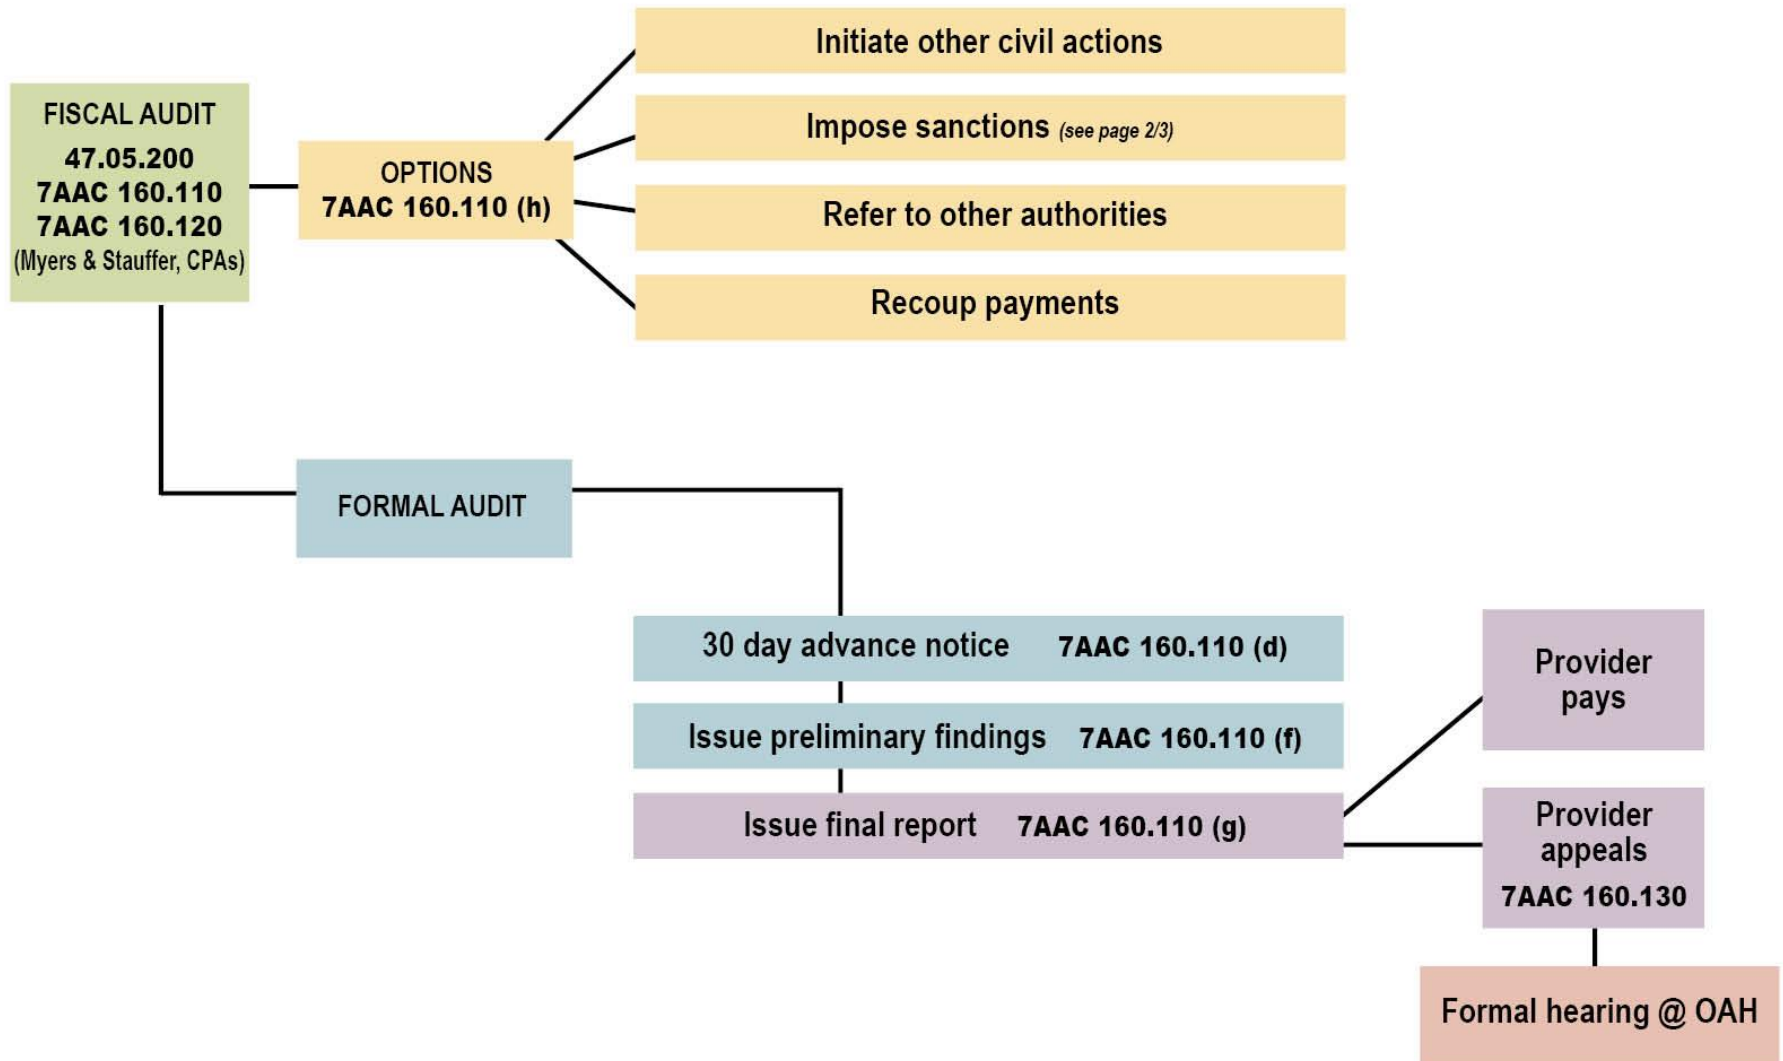 FISCAL AUDIT
47.05.200
7AAC 160.110
7AAC 160.120
(Myers & Stauffer, CPAs)
OPTIONS
7AAC 160.110 (h)
Initiate other civil actions
Impose sanctions (see page 2/3)
Refer to other authorities
Recoup payments
FORMAL AUDIT
30 day advance notice 7AAC 160.110 (d)
Issue preliminary findings 7AAC 160.110 (f)
Issue final report 7AAC 160.110 (g)
Provider
pays
Provider
appeals
7AAC 160.130
Formal hearing @ OAH